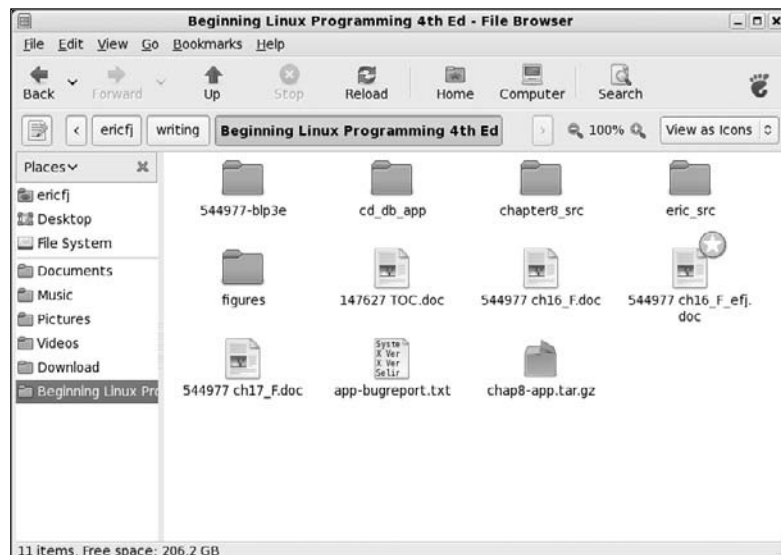 Beginning Linux Programming 4th Ed - File Browser
File Edit View Go Bookmarks Help
Back Forward Up Stop Reload Home Computer Search
ericfj writing Beginning Linux Programming 4th Ed 100% View as Icons
Places
ericfj
Desktop
File System
Documents
Music
Pictures
Videos
Download
Beginning Linux Pro
544977-blp3e cd_db_app chapter8_src eric_src
figures 147627 TOC.doc 544977 ch16_F.doc 544977 ch16_F_efj.
doc
Syste
X Ver
X Ver
Selir
544977 ch17_F.doc app-bugreport.txt chap8-app.tar.gz
11 items, Free space: 206.2 GB